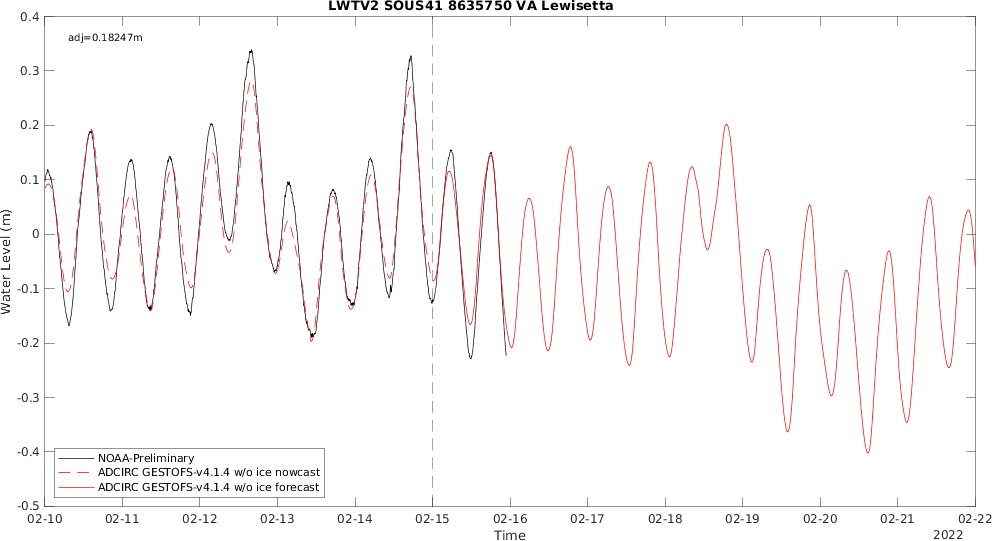 LWTV2 SOUS41 8635750 VA Lewisetta
adj=0.18247m
0.4
0.3
0.2
0.1
0
-0.1
-0.2
-0.3
-0.4
-0.5
Water Level (m)
NOAA-Preliminary
ADCIRC GESTOFS-v4.1.4 w/o ice nowcast
ADCIRC GESTOFS-v4.1.4 w/o ice forecast
02-10 02-11 02-12 02-13 02-14 02-15 02-16 02-17 02-18 02-19 02-20 02-21 02-22
Time
2022